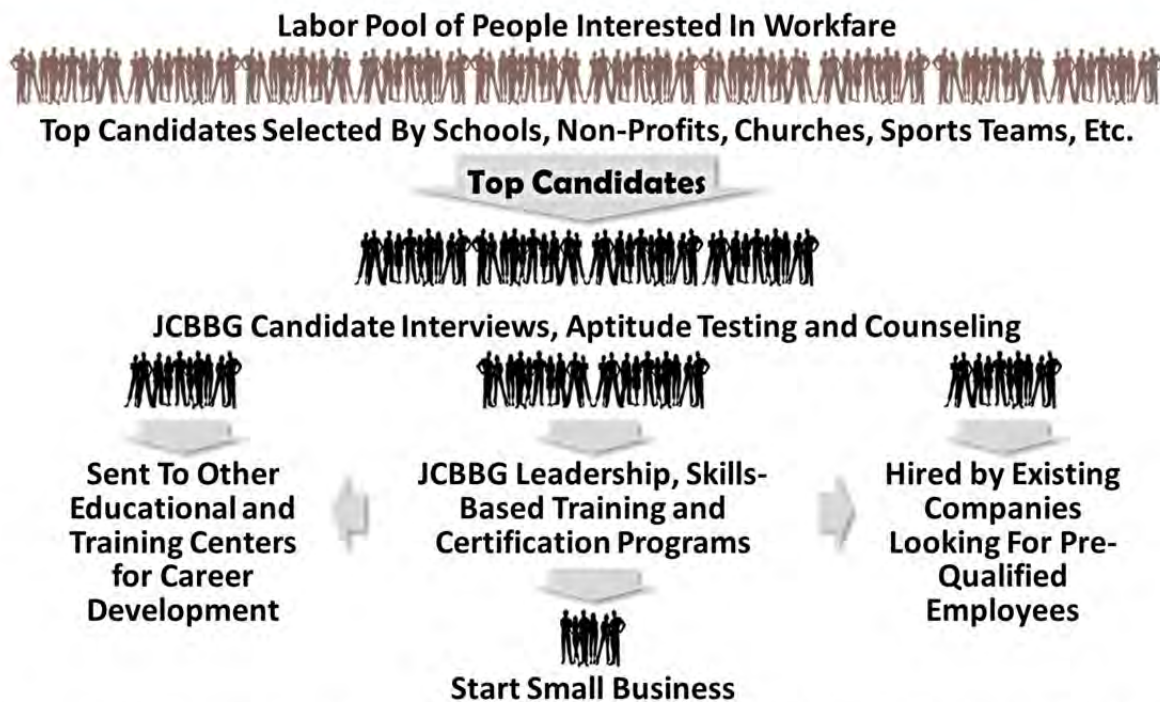 Labor Pool of People Interested In Workfare
Top Candidates Selected By Schools, Non-Profits, Churches, Sports Teams, Etc.
Top Candidates
JCBBG Candidate Interviews, Aptitude Testing and Counseling
Sent To Other
Educational and
Training Centers
for Career
Development
JCBBG Leadership, Skills-
Based Training and
Certification Programs
Hired by Existing
Companies
Looking For Pre-
Qualified
Employees
Start Small Business